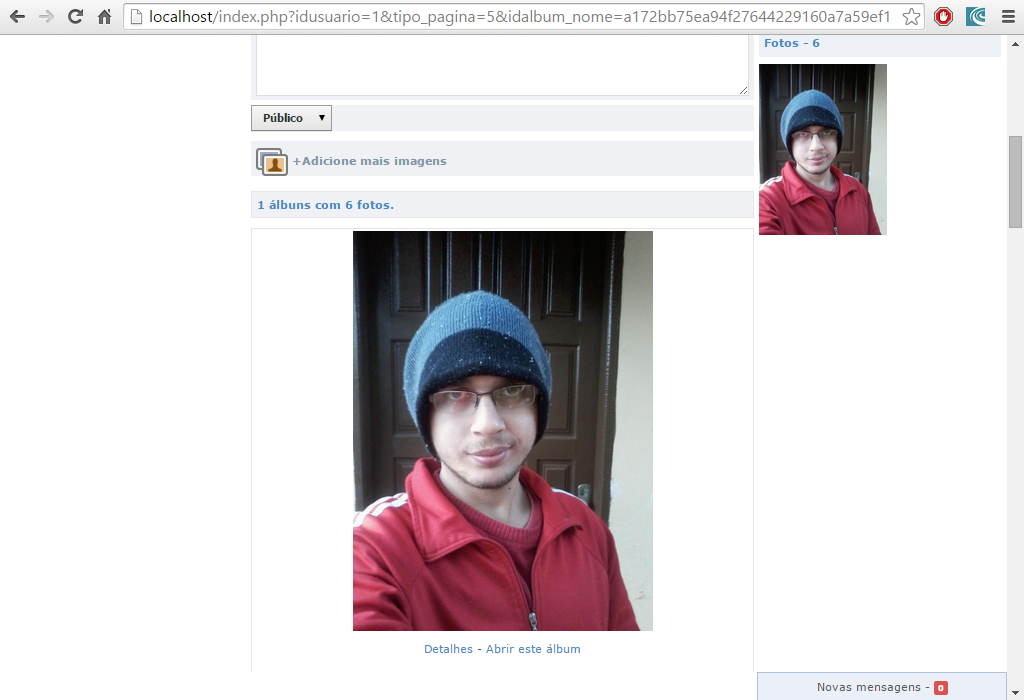 localhost/index.php?idusuario=1&tipo_pagina=5&idalbum_nome=a172bb75ea94f27644229160a7a59ef1
Fotos - 6
Público
+Adicione mais imagens
1 álbuns com 6 fotos.
Detalhes - Abrir este álbum
Novas mensagens - 0